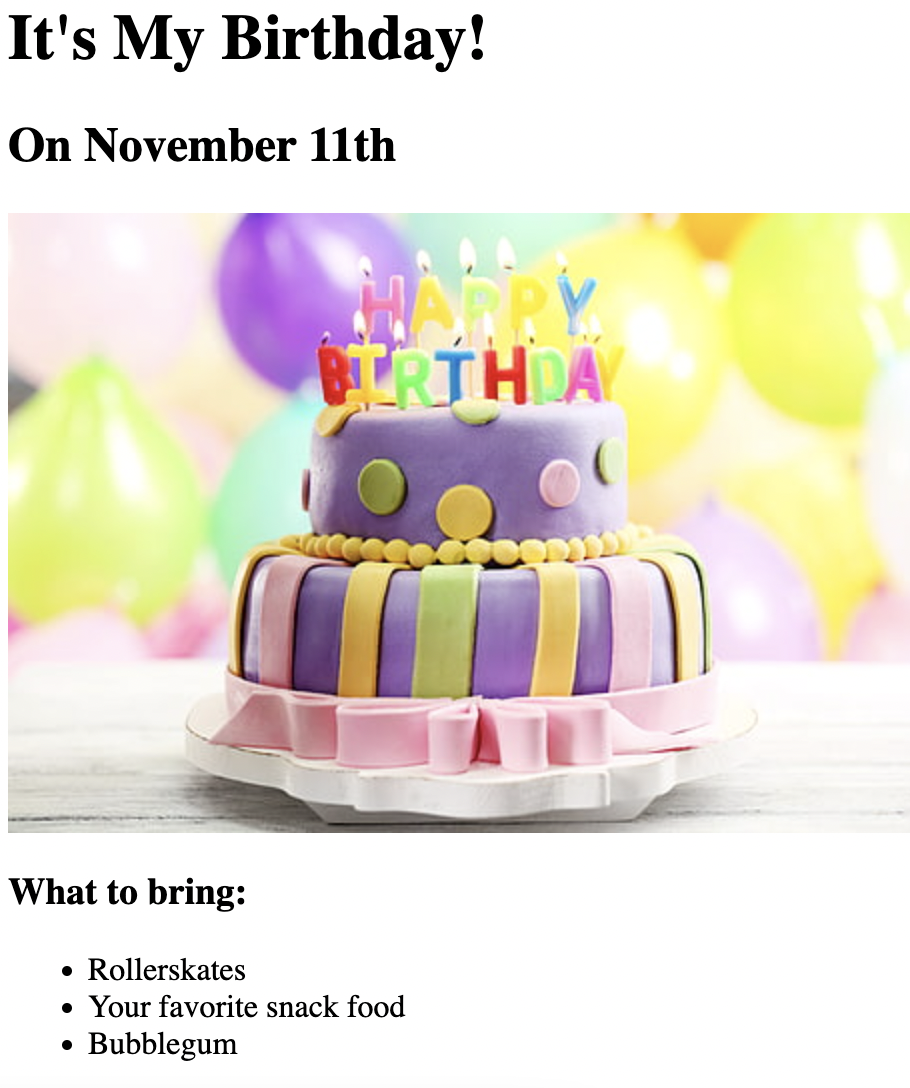 It's My Birthday!
On November 11th
HAPPY
BIRTHDAY
What to bring:
Rollerskates
Your favorite snack food
Bubblegum